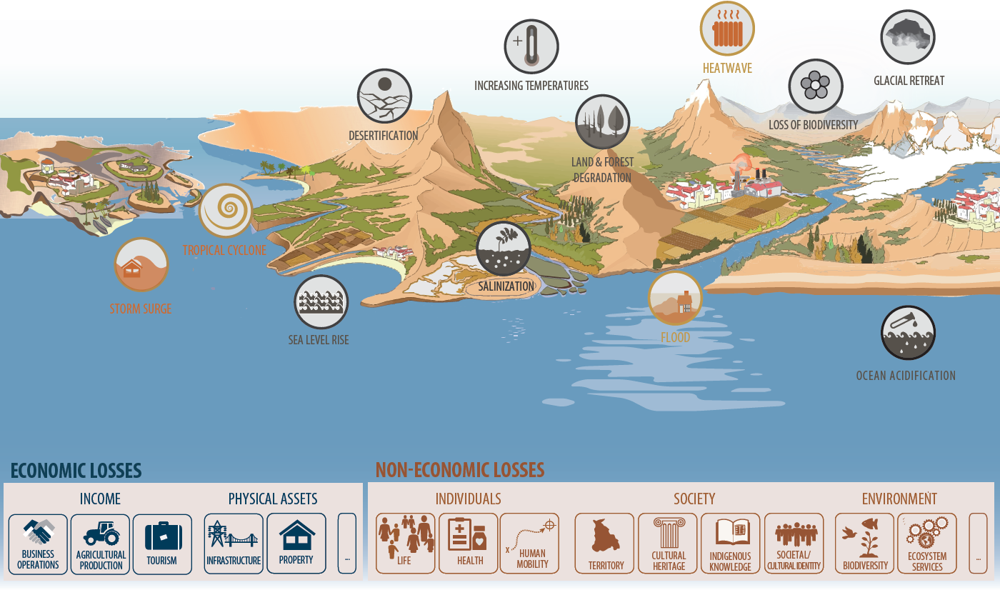 HEATWAVE
GLACIAL RETREAT
INCREASING TEMPERATURES
LOSS OF BIODIVERSITY
DESERTIFICATION
LAND & FOREST
DEGRADATION
TROPICAL CYCLONE
STORM SURGE
SALINIZATION
SEA LEVEL RISE
FLOOD
OCEAN ACIDIFICATION
ECONOMIC LOSSES
INCOME
BUSINESS
OPERATIONS
AGRICULTURAL
PRODUCTION
TOURISM
PHYSICAL ASSETS
INFRASTRUCTURE
PROPERTY
...
NON-ECONOMIC LOSSES
INDIVIDUALS
LIFE
HEALTH
X
HUMAN
MOBILITY
SOCIETY
TERRITORY
CULTURAL
HERITAGE
INDIGENOUS
KNOWLEDGE
SOCIETAL/
CULTURAL IDENTITY
ENVIRONMENT
BIODIVERSITY
ECOSYSTEM
SERVICES
...